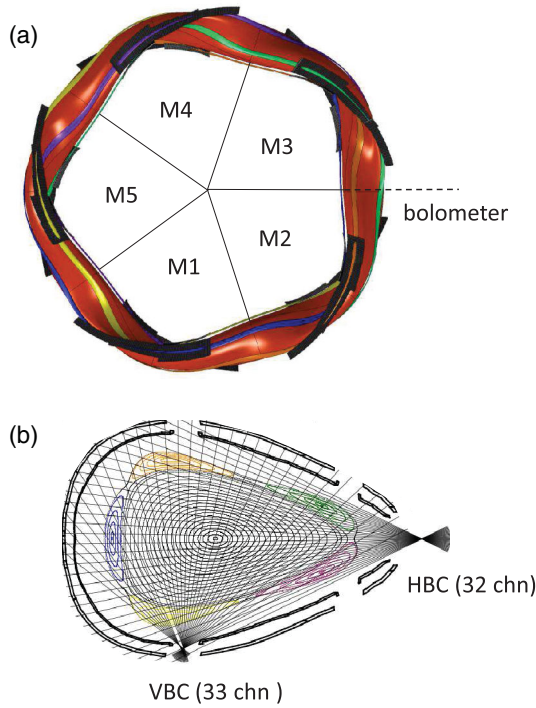 (a)
M4
M3
M5
bolometer
M2
M1
(b)
HBC (32 chn)
VBC (33 chn )